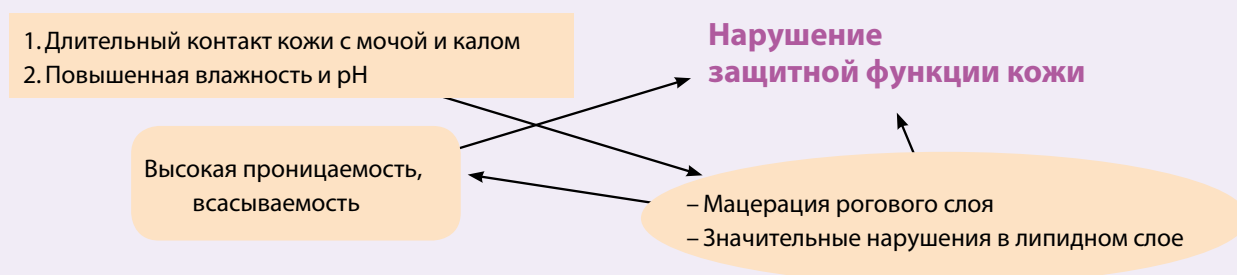 1. Длительный контакт кожи с мочой и калом
2. Повышенная влажность и pH
Нарушение
защитной функции кожи
Высокая проницаемость,
всасываемость
– Мацерация рогового слоя
– Значительные нарушения в липидном слое